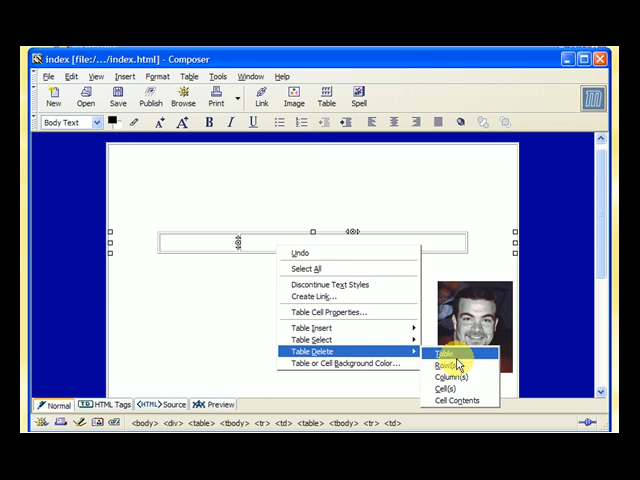 index [file:/.../index.html] - Composer
File Edit View Insert Format Table Tools Window Help
New Open Save Publish Browse Print Link Image Table Spell
Body Text B I U
Undo
Select All
Discontinue Text Styles
Create Link...
Table Cell Properties...
Table Insert
Table Select
Table Delete
Table or Cell Background Color...
Table
Row(s)
Column(s)
Cell(s)
Cell Contents
Normal TD HTML Tags <HTML> Source Preview
<body> <div> <table> <tbody> <tr> <td> <table> <tbody> <tr> <td>